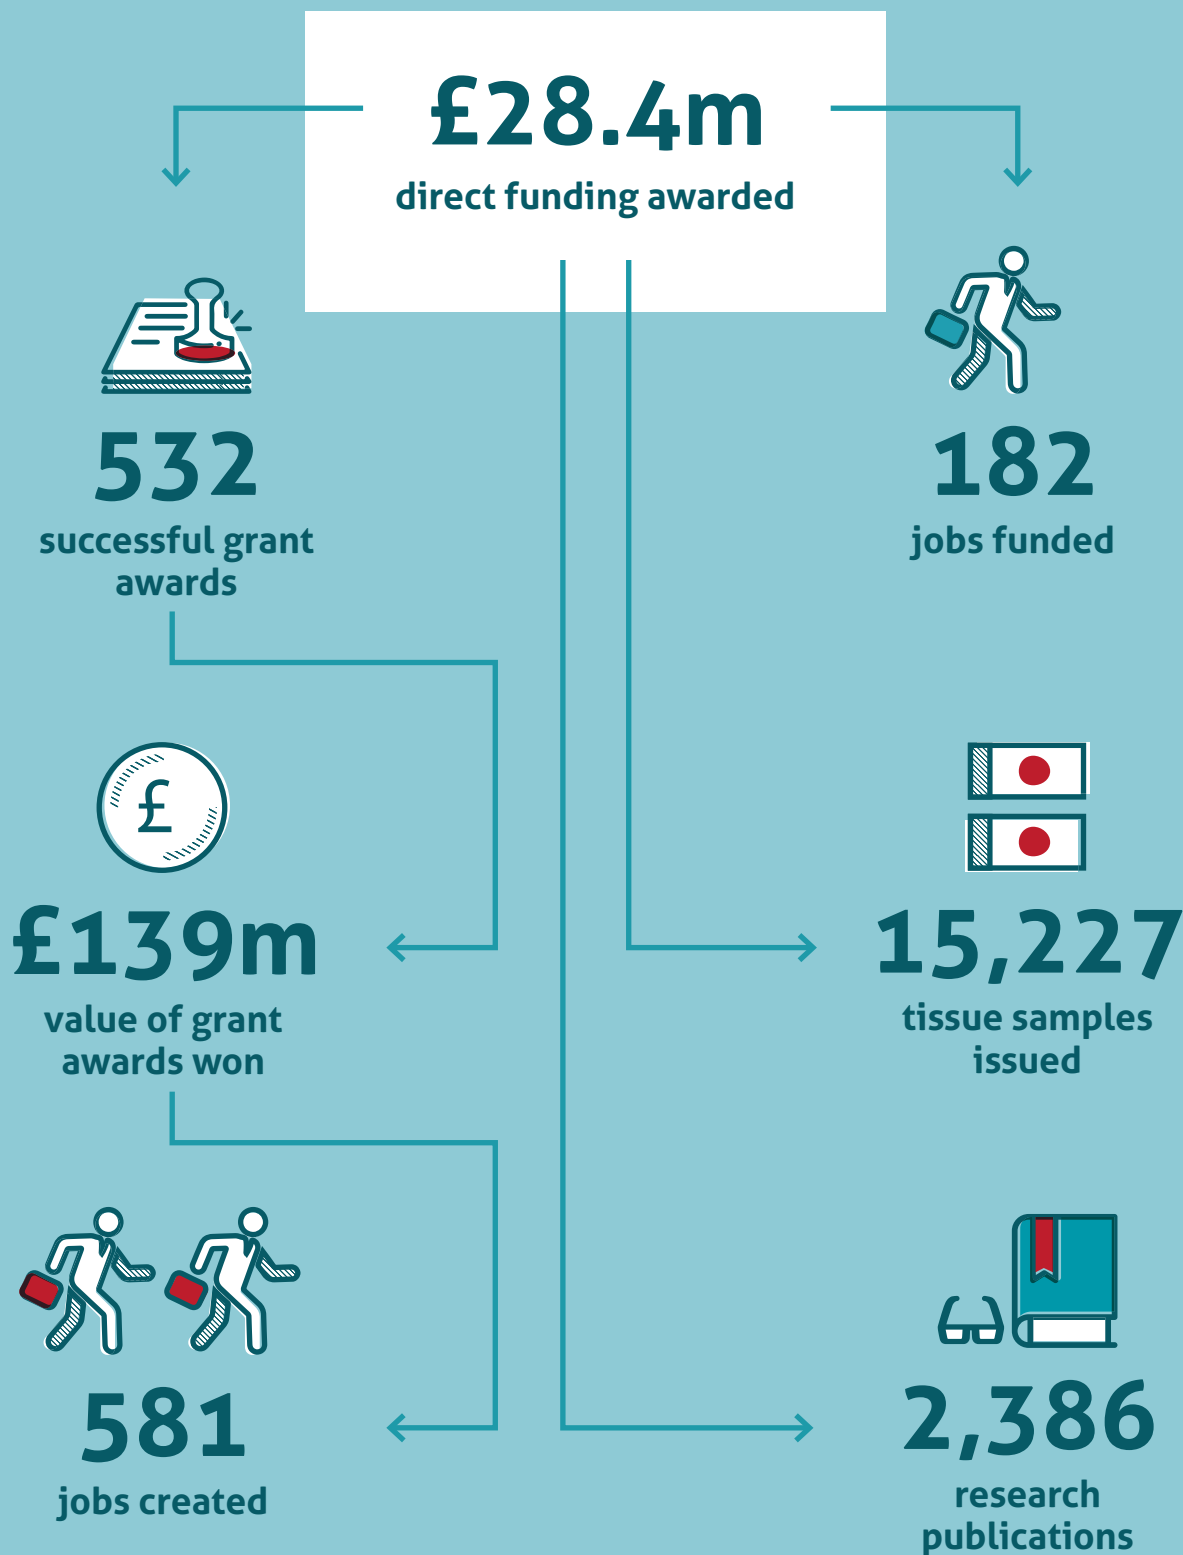 £28.4m
direct funding awarded
532
successful grant
awards
182
jobs funded
£
£139m
value of grant
awards won
15,227
tissue samples
issued
581
jobs created
2,386
research
publications